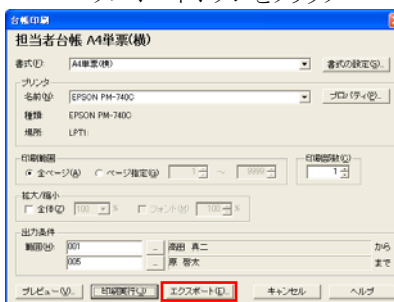 台帳印刷
担当者台帳 A4単票(横)
書式(F): A4単票(横) 書式の設定(S)...
プリンタ
名前(N): EPSON PM-740C プロパティ(P)...
種類: EPSON PM-740C
場所: LPT1:
印刷範囲 印刷部数(C)
全ページ(A) ページ指定(G) 1 ～ 9999 1
拡大/縮小
全体(Z) 100 % フォント(M) 100 %
出力条件
範囲(H) 001 ... 高田 真二 から
005 ... 原 啓太 まで
プレビュー(V)... 印刷実行(J) エクスポート(E)... キャンセル ヘルプ